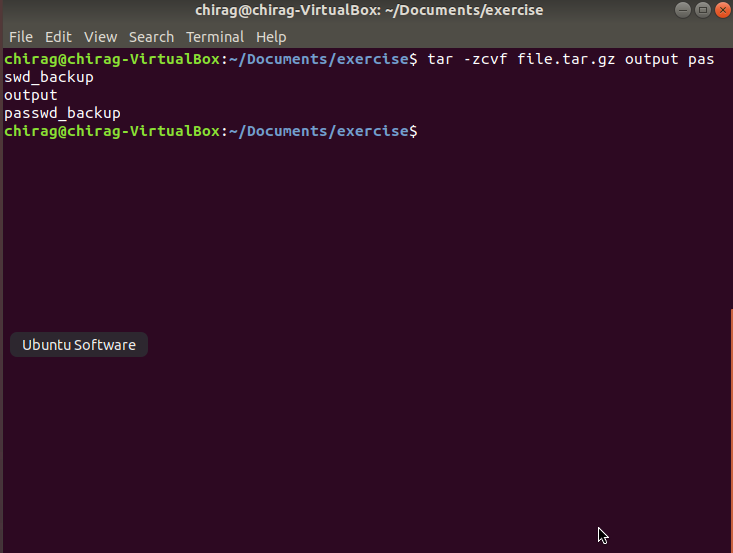 chirag@chirag-VirtualBox: ~/Documents/exercise
File Edit View Search Terminal Help
chirag@chirag-VirtualBox:~/Documents/exercise$ tar -zcvf file.tar.gz output pas
swd_backup
output
passwd_backup
chirag@chirag-VirtualBox:~/Documents/exercise$
Ubuntu Software